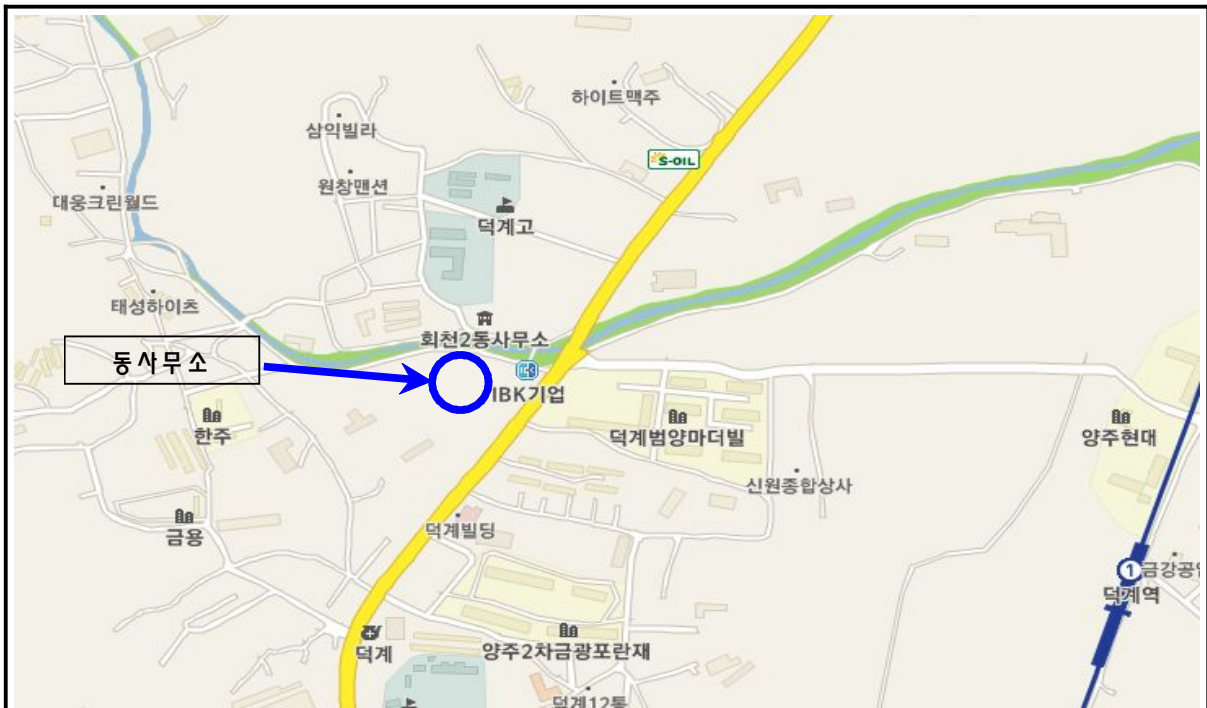 하이트맥주
삼익빌라
S-OIL
원창맨션
대웅크린월드
덕계고
태성하이츠
회천2동사무소
동사무소
IBK기업
한주
덕계범양마더빌
양주현대
신원종합상사
금용
덕계빌딩
1
금강공업
덕계역
덕계
양주2차금광포란재
덕계12통